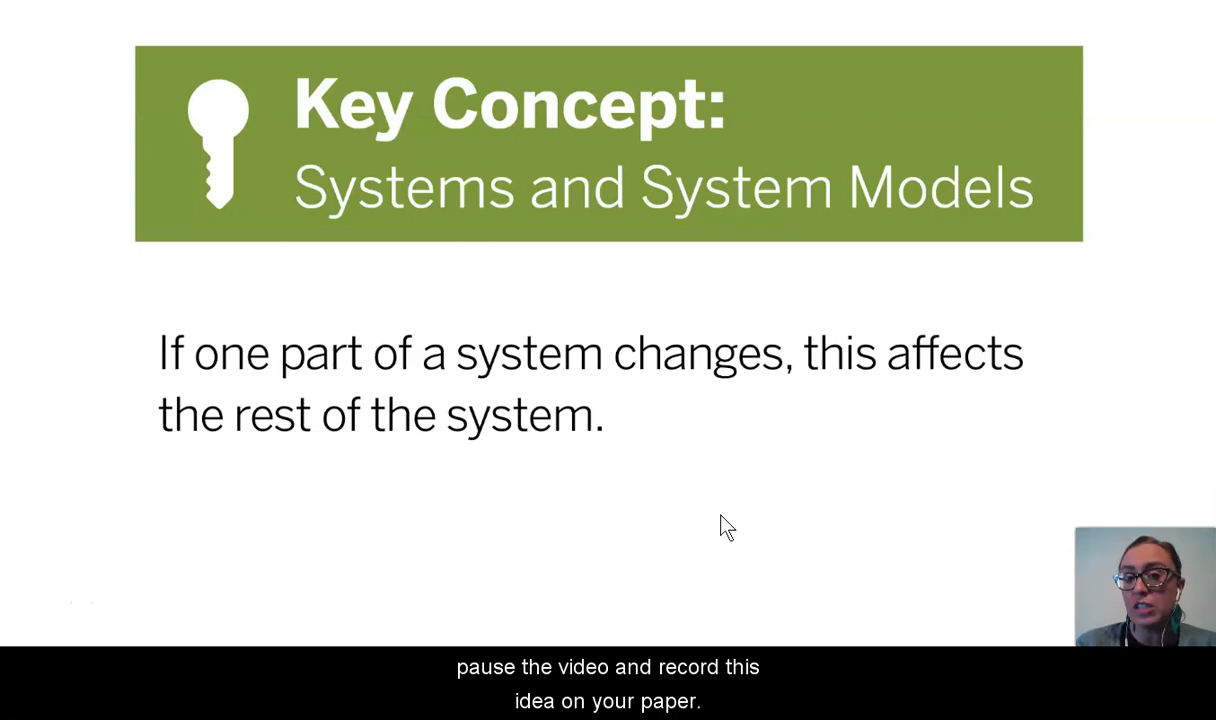 Key Concept:
Systems and System Models
If one part of a system changes, this affects
the rest of the system.
pause the video and record this
idea on your paper.